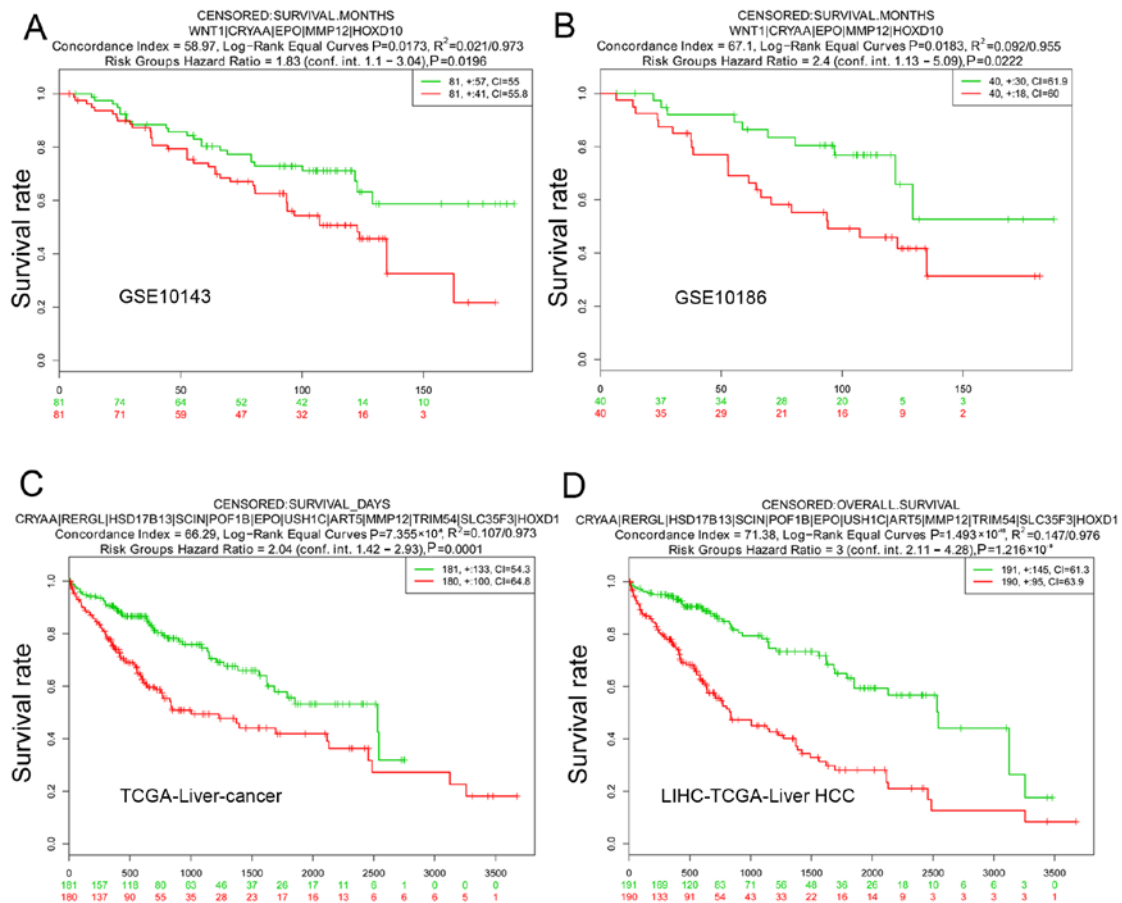 A
CENSORED:SURVIVAL.MONTHS
WNT1|CRYAA|EPO|MMP12|HOXD10
Concordance Index = 58.97, Log-Rank Equal Curves P=0.0173, R²=0.021/0.973
Risk Groups Hazard Ratio = 1.83 (conf. int. 1.1 – 3.04), P=0.0196
81, +:57, CI=55
81, +:41, CI=55.8
Survival rate
1.0
0.8
0.6
0.4
0.2
0.0
GSE10143
0 50 100 150
81 74 64 52 42 14 10
81 71 59 47 32 16 3
B
CENSORED:SURVIVAL.MONTHS
WNT1|CRYAA|EPO|MMP12|HOXD10
Concordance Index = 67.1, Log-Rank Equal Curves P=0.0183, R²=0.092/0.955
Risk Groups Hazard Ratio = 2.4 (conf. int. 1.13 – 5.09), P=0.0222
40, +:30, CI=61.9
40, +:18, CI=60
Survival rate
1.0
0.8
0.6
0.4
0.2
0.0
GSE10186
0 50 100 150
40 37 34 28 20 5 3
40 35 29 21 16 9 2
C
CENSORED:SURVIVAL_DAYS
CRYAA|RERGL|HSD17B13|SCIN|POF1B|EPO|USH1C|ART5|MMP12|TRIM54|SLC35F3|HOXD1
Concordance Index = 66.29, Log-Rank Equal Curves P=7.355×10, R²=0.107/0.973
Risk Groups Hazard Ratio = 2.04 (conf. int. 1.42 – 2.93), P=0.0001
181, +:133, CI=54.3
180, +:100, CI=64.8
Survival rate
1.0
0.8
0.6
0.4
0.2
0.0
TCGA-Liver-cancer
0 500 1000 1500 2000 2500 3000 3500
181 157 118 80 63 46 37 26 17 11 6 1 0 0 0
180 137 90 55 35 28 23 17 16 13 6 6 6 5 1
D
CENSORED:OVERALL.SURVIVAL
CRYAA|RERGL|HSD17B13|SCIN|POF1B|EPO|USH1C|ART5|MMP12|TRIM54|SLC35F3|HOXD1
Concordance Index = 71.38, Log-Rank Equal Curves P=1.493×10, R²=0.147/0.976
Risk Groups Hazard Ratio = 3 (conf. int. 2.11 – 4.28), P=1.216×10
191, +:145, CI=61.3
190, +:95, CI=63.9
Survival rate
1.0
0.8
0.6
0.4
0.2
0.0
LIHC-TCGA-Liver HCC
0 500 1000 1500 2000 2500 3000 3500
191 169 120 83 71 56 48 36 26 18 10 6 6 3 0
190 133 91 54 43 33 22 16 14 9 3 3 3 3 1